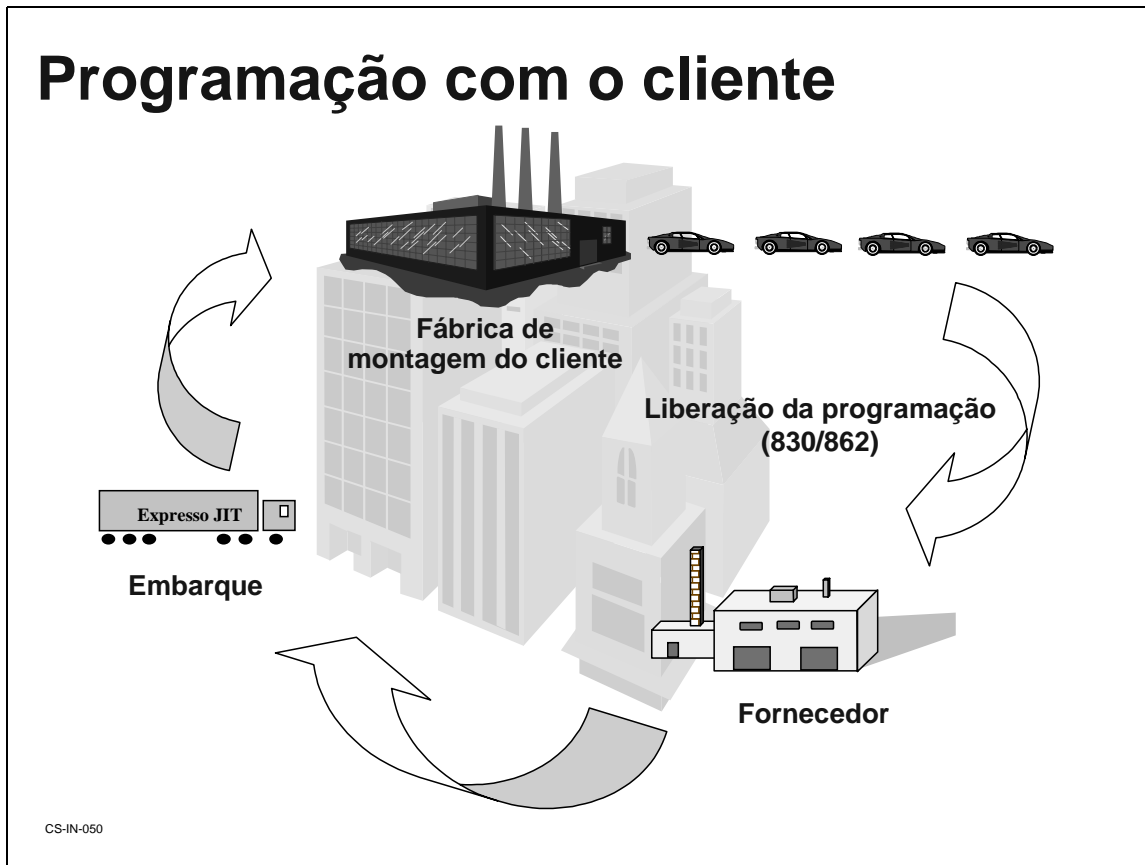 Programação com o cliente
Fábrica de
montagem do cliente
Liberação da programação
(830/862)
Expresso JIT
Embarque
Fornecedor
CS-IN-050